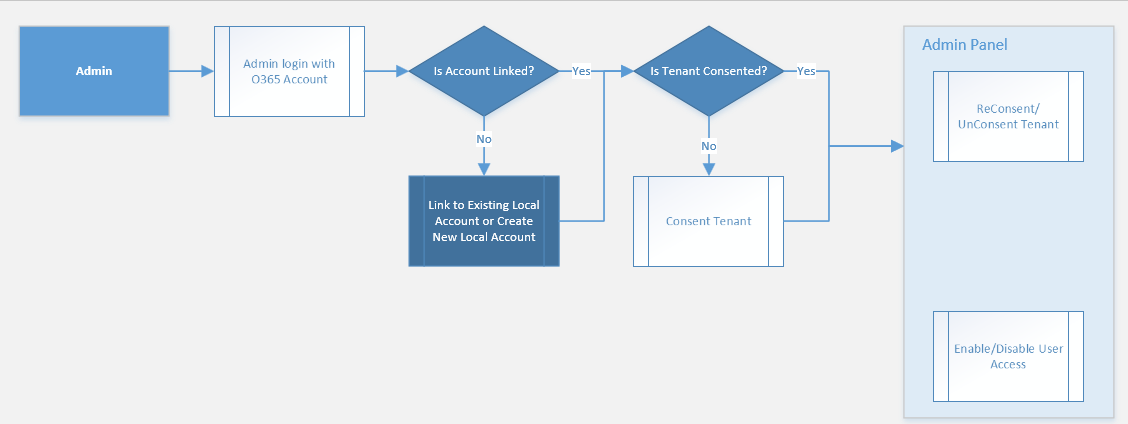 Admin
Admin login with
O365 Account
Is Account Linked?
Yes
No
Link to Existing Local
Account or Create
New Local Account
Is Tenant Consented?
Yes
No
Consent Tenant
Admin Panel
ReConsent/
UnConsent Tenant
Enable/Disable User
Access